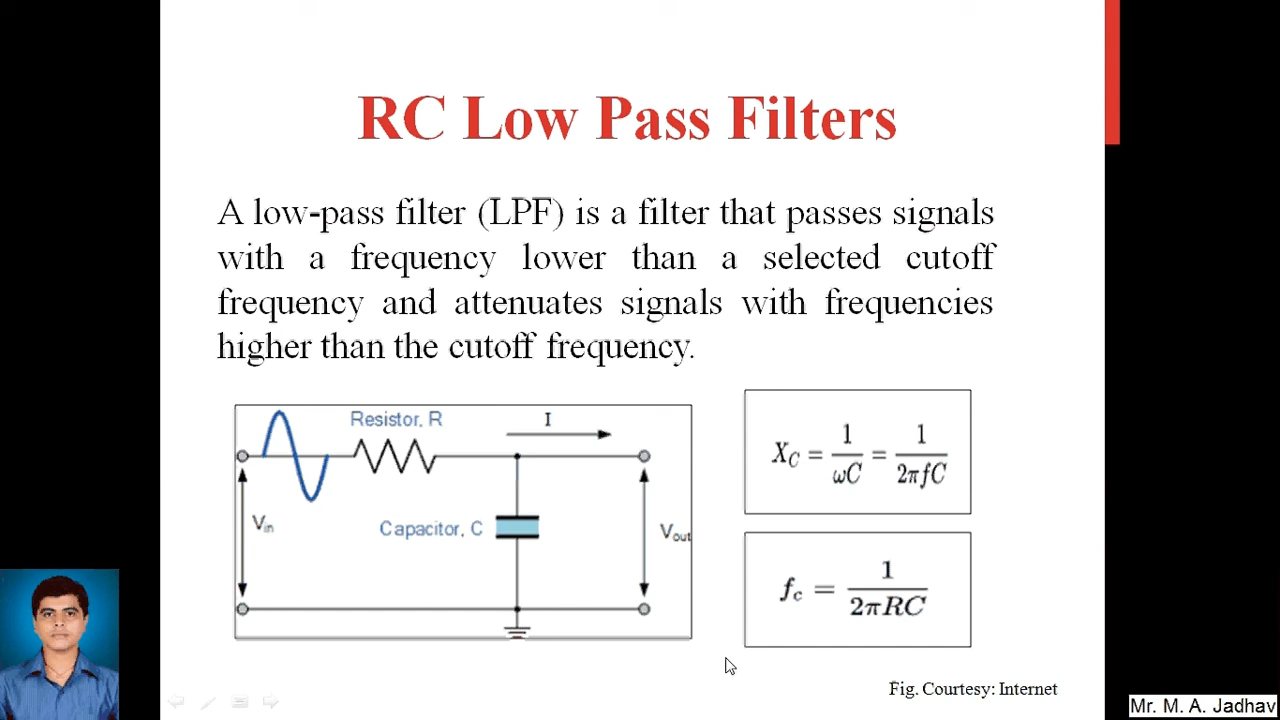 RC Low Pass Filters
A low-pass filter (LPF) is a filter that passes signals
with a frequency lower than a selected cutoff
frequency and attenuates signals with frequencies
higher than the cutoff frequency.
Resistor, R
I
Vin
Capacitor, C
Vout
X_C = 1/ωC = 1/2πfC
f_c = 1/2πRC
Fig. Courtesy: Internet
Mr. M. A. Jadhav